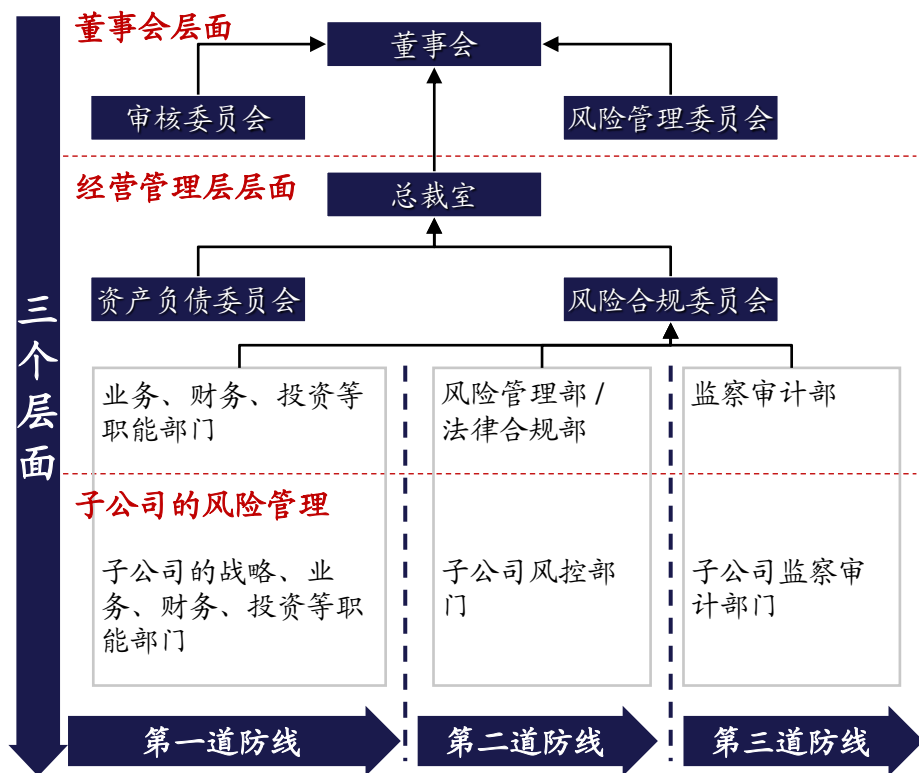 董事会层面
董事会
审核委员会
风险管理委员会
经营管理层层面
总裁室
资产负债委员会
风险合规委员会
三个层面
业务、财务、投资等
职能部门
风险管理部 /
法律合规部
监察审计部
子公司的风险管理
子公司的战略、业
务、财务、投资等职
能部门
子公司风控部
门
子公司监察审
计部门
第一道防线
第二道防线
第三道防线